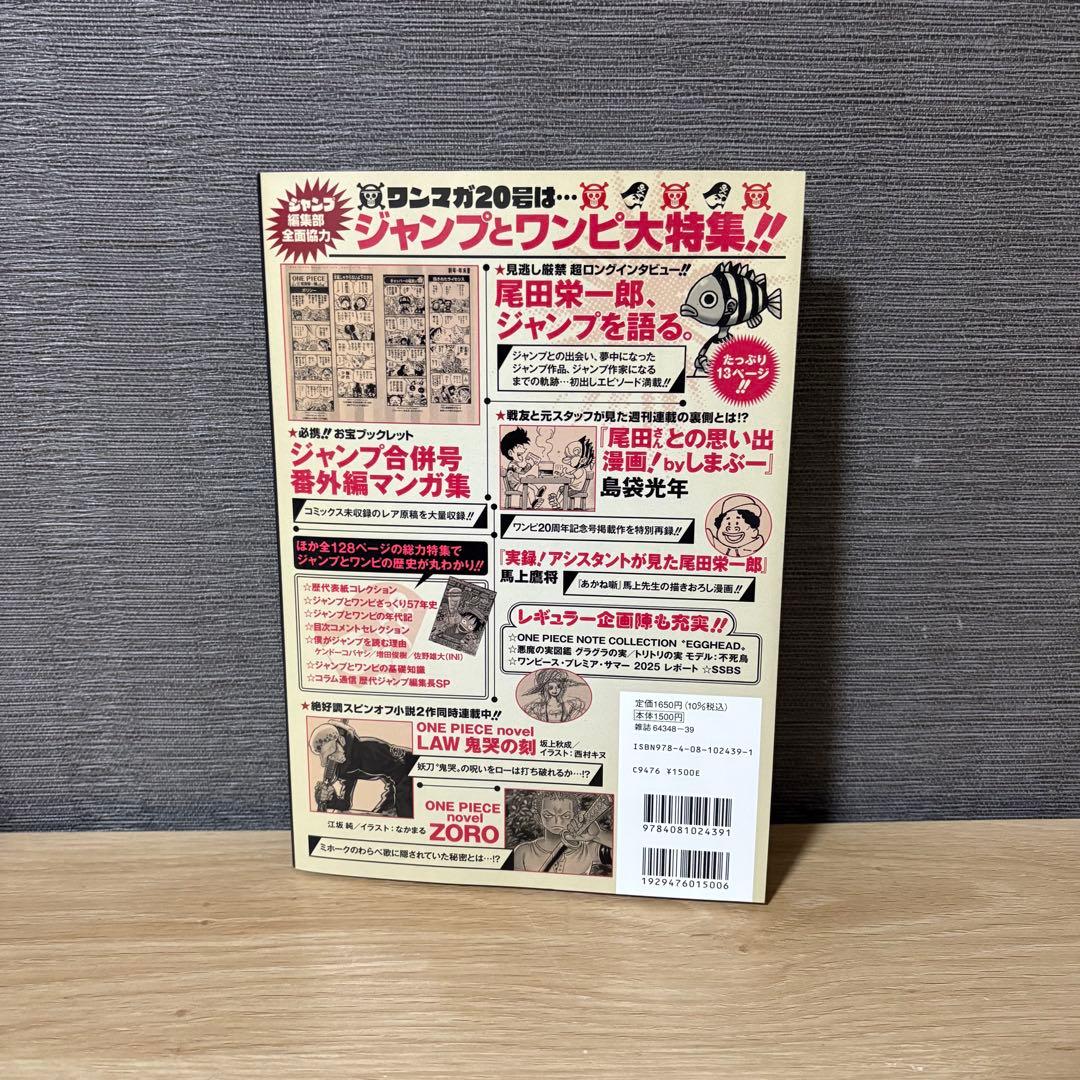 ジャンプ
編集部
全面協力
ワンマガ20号は…
ジャンプとワンピ大特集!!
ONE PIECE
★見逃し厳禁 超ロングインタビュー!!
尾田栄一郎、
ジャンプを語る。
ジャンプとの出会い、夢中になった
ジャンプ作品、ジャンプ作家になる
までの軌跡…初出しエピソード満載!!
たっぷり
13ページ
!!
★必携!! お宝ブックレット
ジャンプ合併号
番外編マンガ集
コミックス未収録のレア原稿を大量収録!!
★戦友と元スタッフが見た週刊連載の裏側とは!?
『尾田さんとの思い出
漫画!byしまぶー』
島袋光年
ワンピ20周年記念号掲載作を特別再録!!
『実録!アシスタントが見た尾田栄一郎』
馬上鷹将
『あかね噺』馬上先生の描きおろし漫画!!
ほか全128ページの総力特集で
ジャンプとワンピの歴史が丸わかり!!
☆歴代表紙コレクション
☆ジャンプとワンピざっくり57年史
☆ジャンプとワンピの年代記
☆目次コメントセレクション
☆僕がジャンプを読む理由
ケンドーコバヤシ/増田俊樹/佐野雄大(INI)
☆ジャンプとワンピの基礎知識
☆コラム通信 歴代ジャンプ編集長SP
レギュラー企画陣も充実!!
☆ONE PIECE NOTE COLLECTION “EGGHEAD„
☆悪魔の実図鑑 グラグラの実/トリトリの実 モデル:不死鳥
☆ワンピース・プレミア・サマー 2025 レポート ☆SSBS
★絶好調スピンオフ小説2作同時連載中!!
ONE PIECE novel
LAW 鬼哭の刻
坂上秋成/
イラスト:西村キヌ
妖刀“鬼哭„の呪いをローは打ち破れるか…!?
ONE PIECE
novel
ZORO
江坂 純/イラスト:なかまる
ミホークのわらべ歌に隠されていた秘密とは…!?
定価1650円(10%税込)
本体1500円
雑誌 64348-39
ISBN978-4-08-102439-1
C9476 ¥1500E
9784081024391
1929476015006